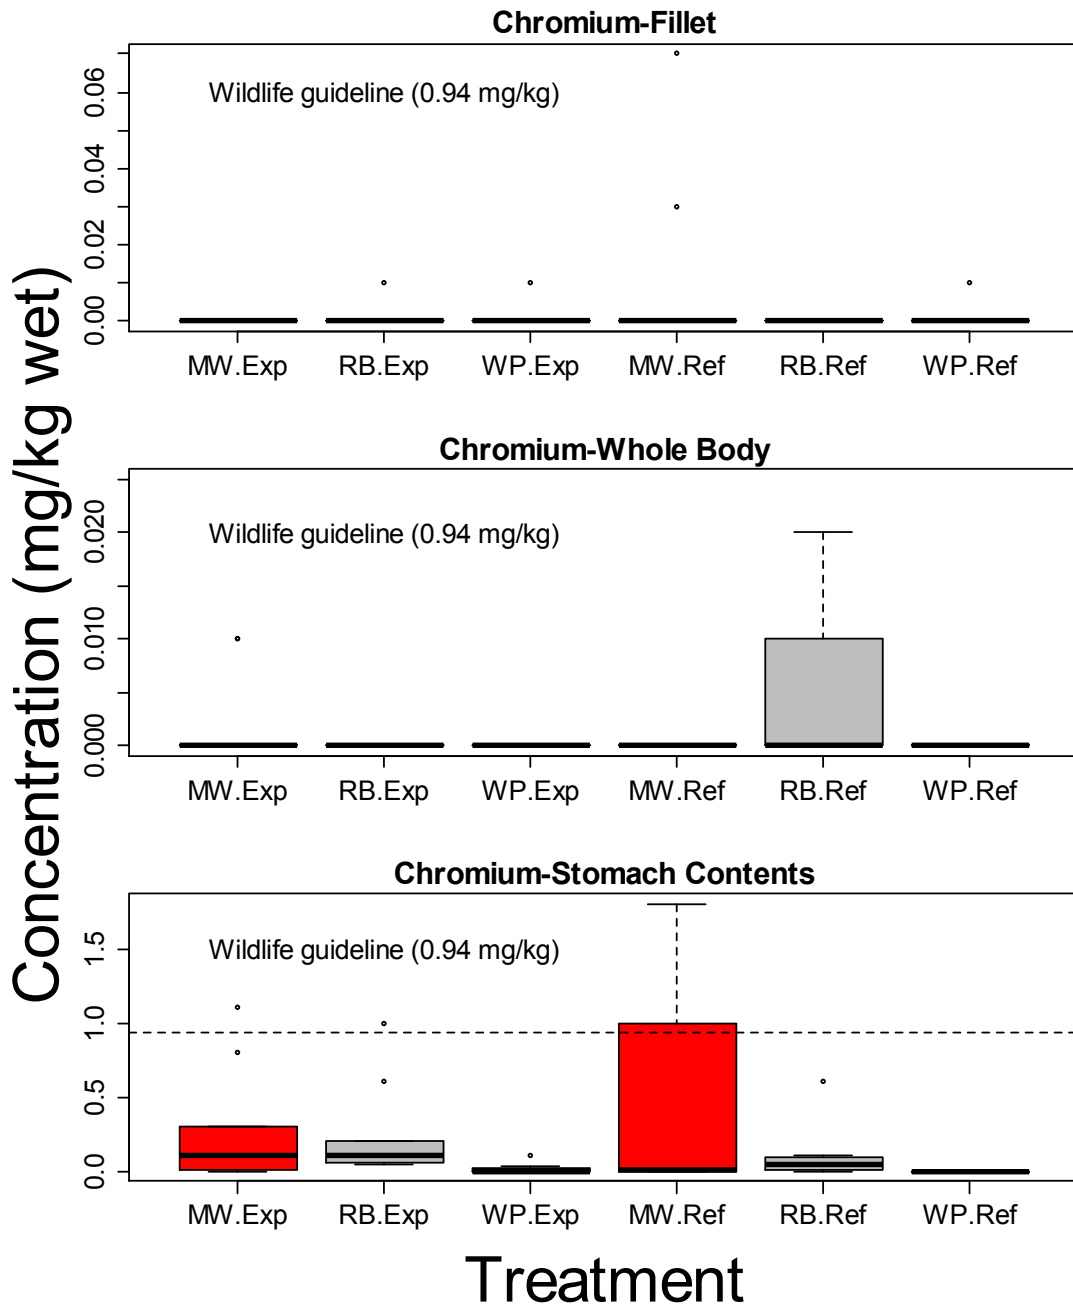 Chromium-Fillet
Wildlife guideline (0.94 mg/kg)
0.06
0.04
0.02
0.00
MW.Exp RB.Exp WP.Exp MW.Ref RB.Ref WP.Ref
Concentration (mg/kg wet)
Chromium-Whole Body
Wildlife guideline (0.94 mg/kg)
0.020
0.010
0.000
MW.Exp RB.Exp WP.Exp MW.Ref RB.Ref WP.Ref
Chromium-Stomach Contents
Wildlife guideline (0.94 mg/kg)
1.5
1.0
0.5
0.0
MW.Exp RB.Exp WP.Exp MW.Ref RB.Ref WP.Ref
Treatment